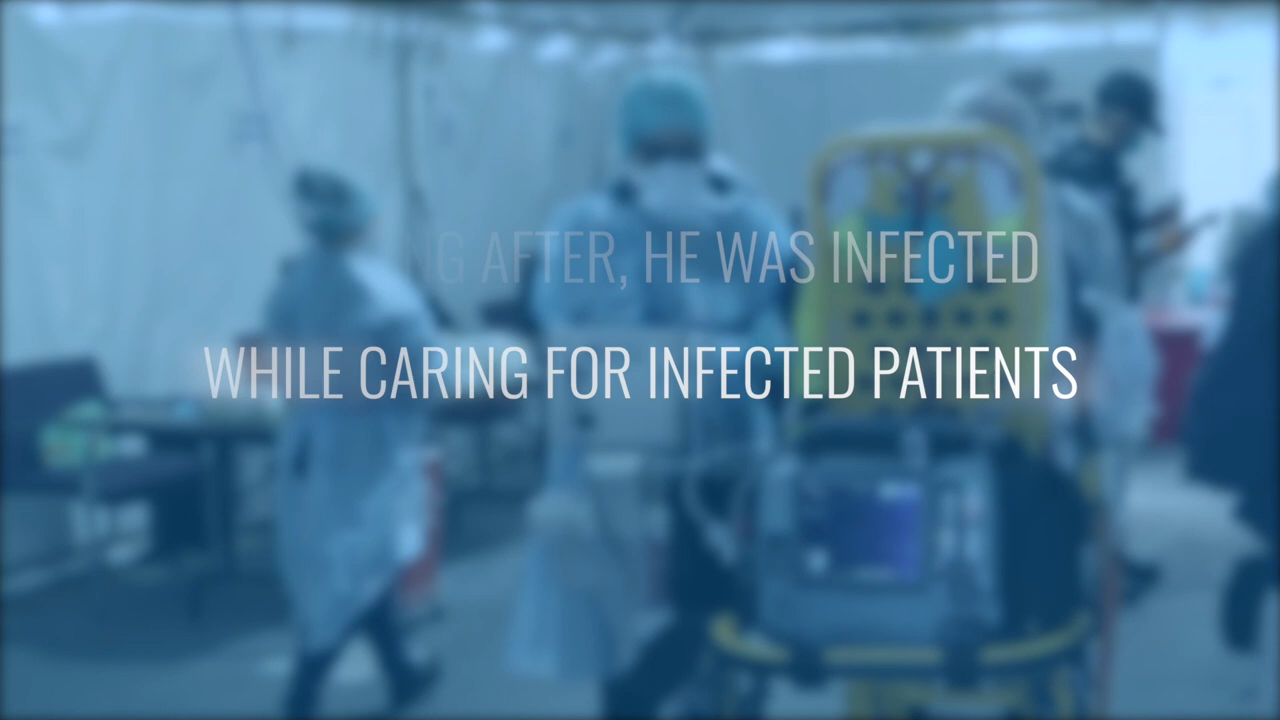 AFTER, HE WAS INFECTED
WHILE CARING FOR INFECTED PATIENTS